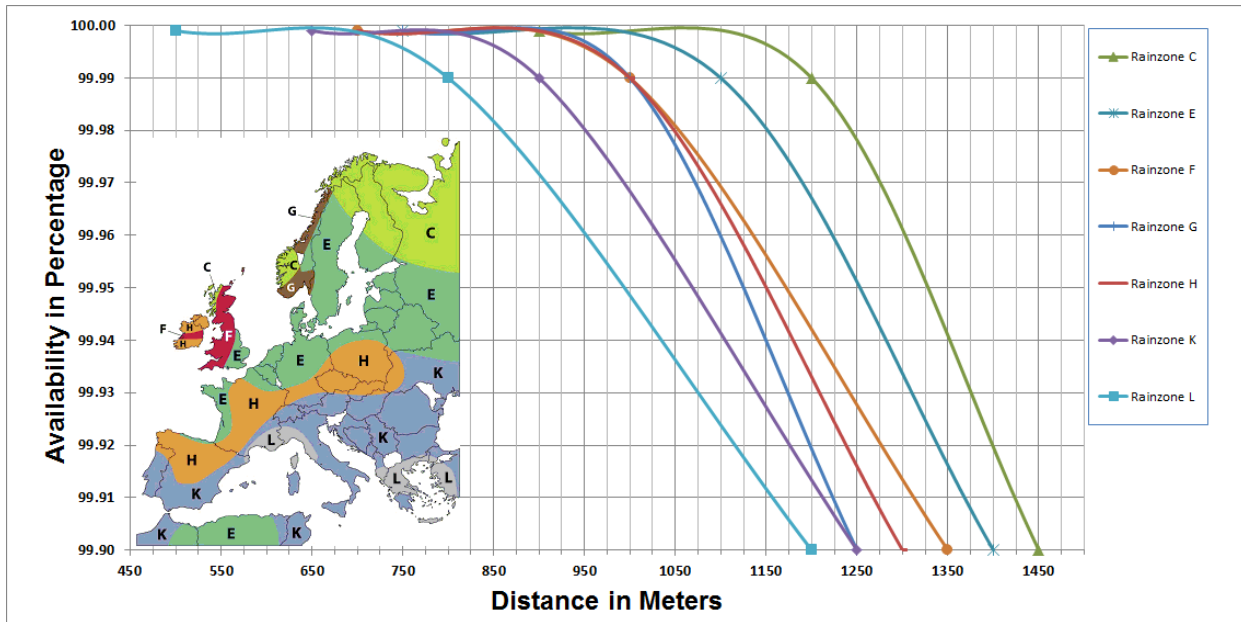 Availability in Percentage
100.00
99.99
99.98
99.97
99.96
99.95
99.94
99.93
99.92
99.91
99.90
450
550
650
750
850
950
1050
1150
1250
1350
1450
Distance in Meters
Rainzone C
Rainzone E
Rainzone F
Rainzone G
Rainzone H
Rainzone K
Rainzone L
G
E
C
C
C
G
E
F
H
F
H
E
E
H
K
E
H
L
K
H
K
L
L
K
E
K